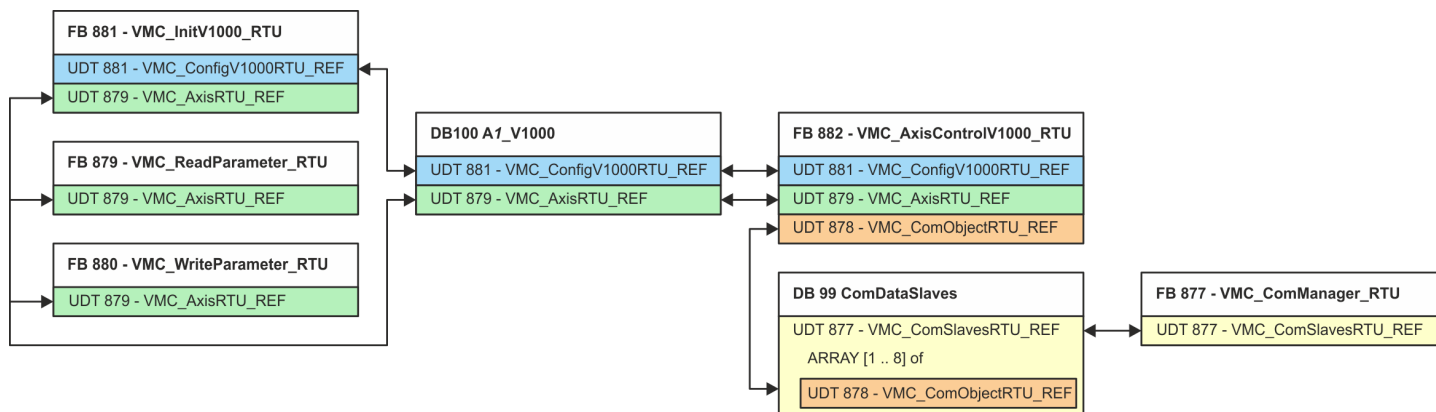 FB 881 - VMC_InitV1000_RTU
UDT 881 - VMC_ConfigV1000RTU_REF
UDT 879 - VMC_AxisRTU_REF
FB 879 - VMC_ReadParameter_RTU
UDT 879 - VMC_AxisRTU_REF
FB 880 - VMC_WriteParameter_RTU
UDT 879 - VMC_AxisRTU_REF
DB100 A1_V1000
UDT 881 - VMC_ConfigV1000RTU_REF
UDT 879 - VMC_AxisRTU_REF
FB 882 - VMC_AxisControlV1000_RTU
UDT 881 - VMC_ConfigV1000RTU_REF
UDT 879 - VMC_AxisRTU_REF
UDT 878 - VMC_ComObjectRTU_REF
DB 99 ComDataSlaves
UDT 877 - VMC_ComSlavesRTU_REF
ARRAY [1 .. 8] of
UDT 878 - VMC_ComObjectRTU_REF
FB 877 - VMC_ComManager_RTU
UDT 877 - VMC_ComSlavesRTU_REF